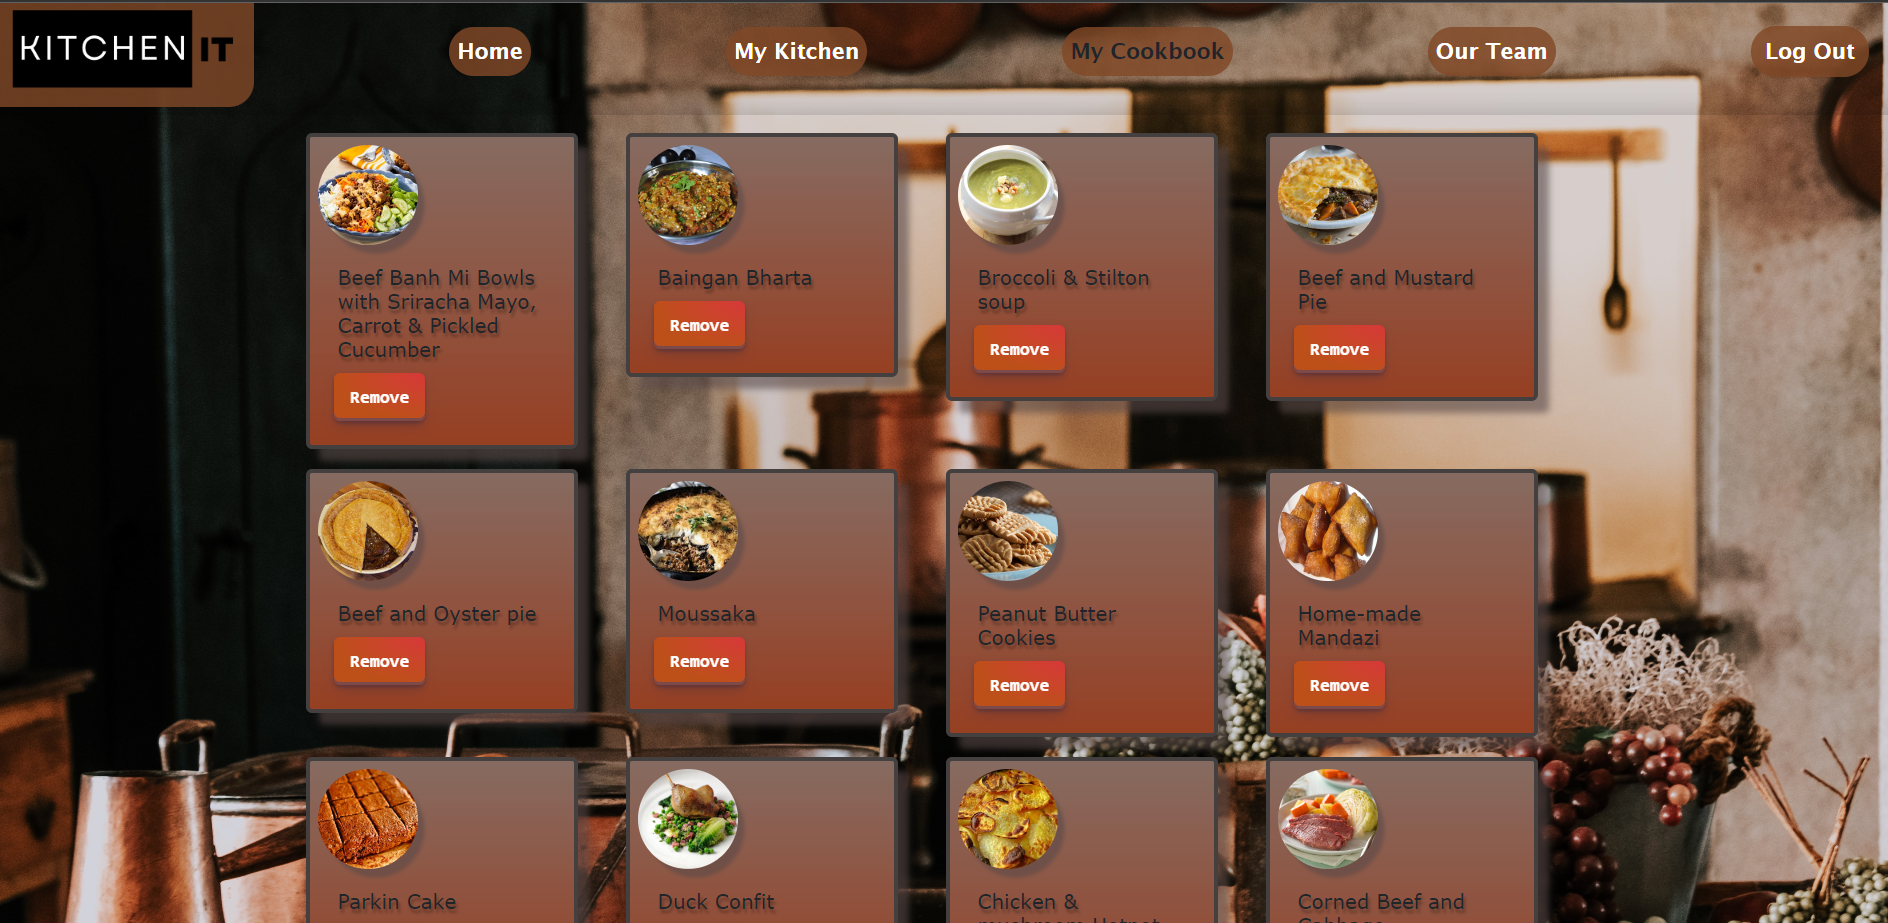 KITCHEN IT
Home
My Kitchen
My Cookbook
Our Team
Log Out
Beef Banh Mi Bowls
with Sriracha Mayo,
Carrot & Pickled
Cucumber
Remove
Baingan Bharta
Remove
Broccoli & Stilton
soup
Remove
Beef and Mustard
Pie
Remove
Beef and Oyster pie
Remove
Moussaka
Remove
Peanut Butter
Cookies
Remove
Home-made
Mandazi
Remove
Parkin Cake
Duck Confit
Chicken &
mushroom Hotpot
Corned Beef and
Cabbage